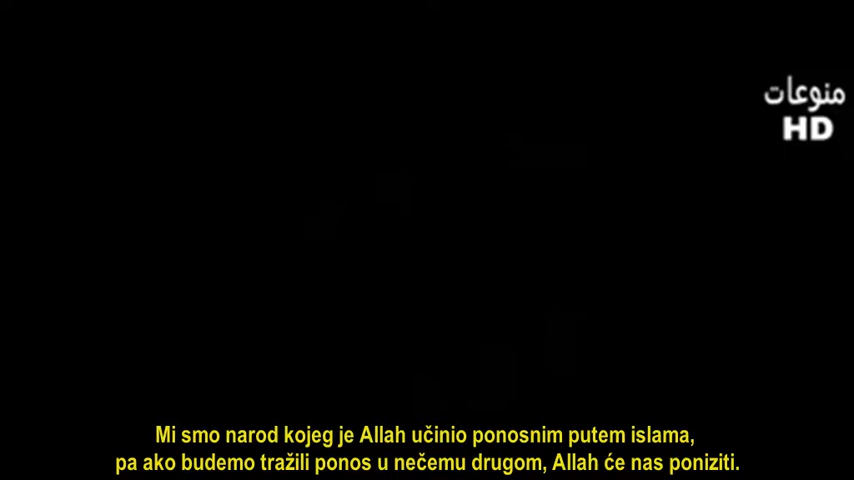 منوعات
HD
Mi smo narod kojeg je Allah učinio ponosnim putem islama,
pa ako budemo tražili ponos u nečemu drugom, Allah će nas poniziti.